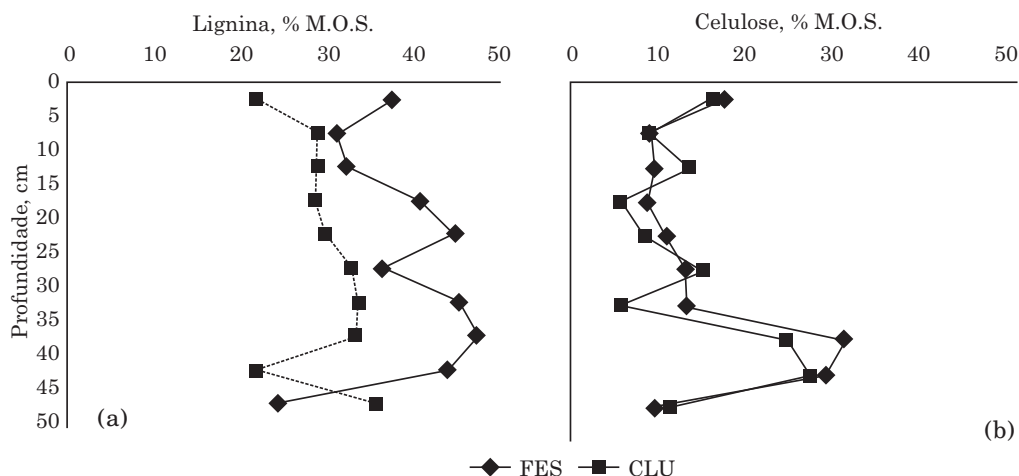 Lignina, % M.O.S.
Celulose, % M.O.S.
0 10 20 30 40 50
0 10 20 30 40 50
Profundidade, cm
0
5
10
15
20
25
30
35
40
45
50
(a)
(b)
FES CLU